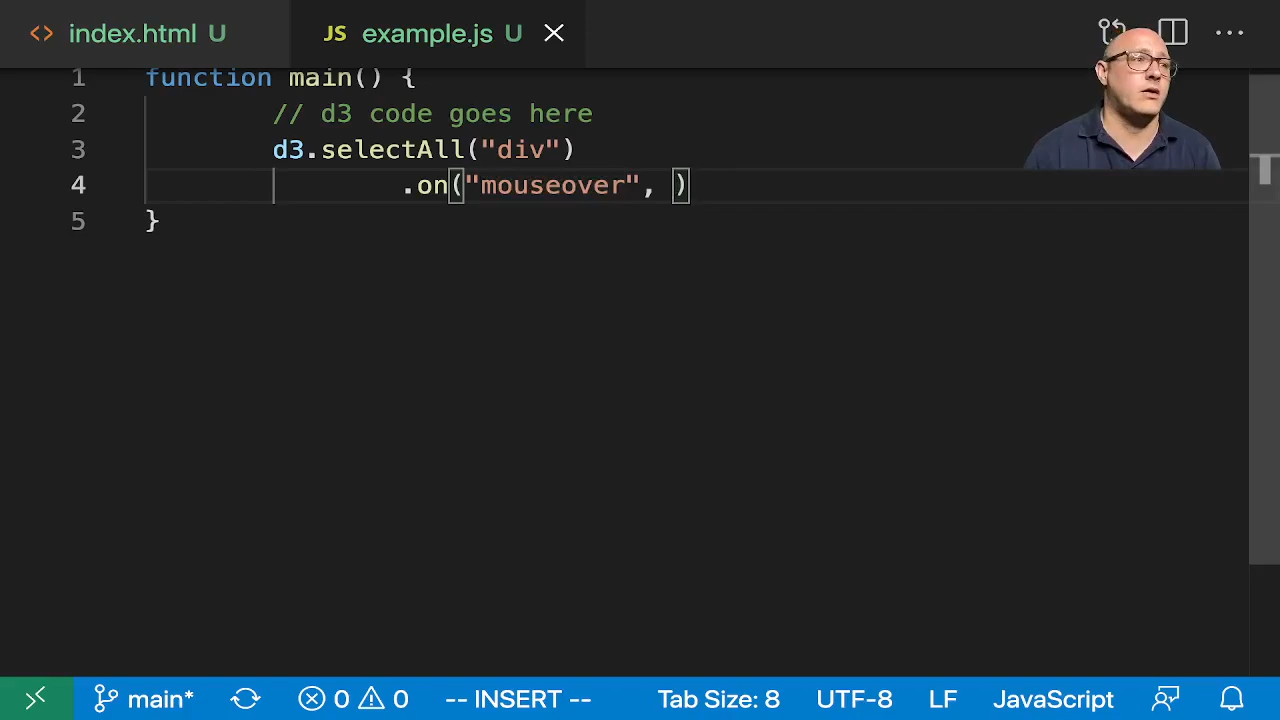 <> index.html U JS example.js U
1 function main() {
2 // d3 code goes here
3 d3.selectAll("div")
4 .on("mouseover", )
5 }
main* 0 0 -- INSERT -- Tab Size: 8 UTF-8 LF JavaScript